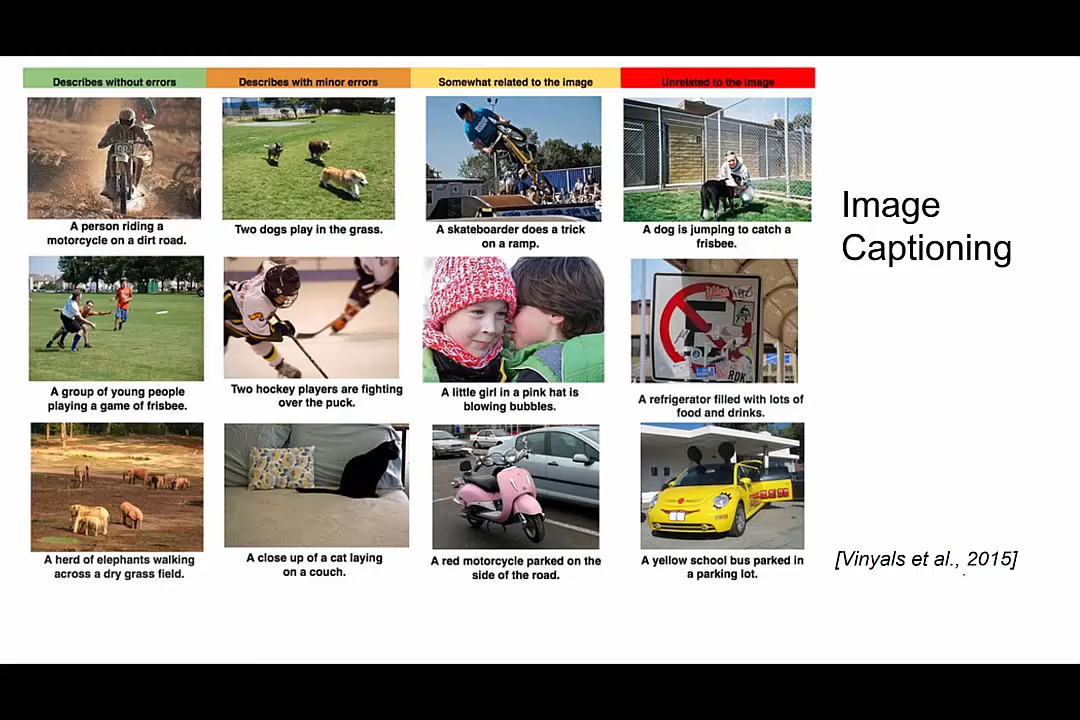 Describes without errors
Describes with minor errors
Somewhat related to the image
Unrelated to the image
A person riding a
motorcycle on a dirt road.
Two dogs play in the grass.
A skateboarder does a trick
on a ramp.
A dog is jumping to catch a
frisbee.
Image
Captioning
A group of young people
playing a game of frisbee.
Two hockey players are fighting
over the puck.
A little girl in a pink hat is
blowing bubbles.
A refrigerator filled with lots of
food and drinks.
A herd of elephants walking
across a dry grass field.
A close up of a cat laying
on a couch.
A red motorcycle parked on the
side of the road.
A yellow school bus parked in
a parking lot.
[Vinyals et al., 2015]